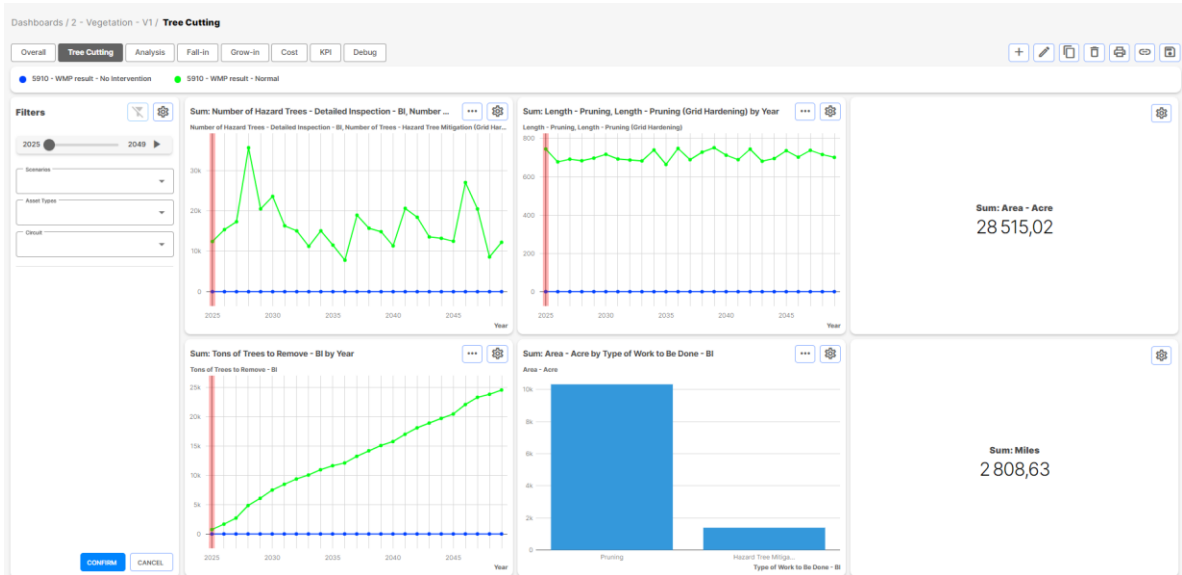 Dashboards / 2 - Vegetation - V1 / Tree Cutting
Overall Tree Cutting Analysis Fall-in Grow-in Cost KPI Debug
5910 - WMP result - No Intervention 5910 - WMP result - Normal
Filters
2025 2049
Scenarios
Asset Types
Circuit
CONFIRM CANCEL
Sum: Number of Hazard Trees - Detailed Inspection - BI, Number ...
Number of Hazard Trees - Detailed Inspection - BI, Number of Trees - Hazard Tree Mitigation (Grid Har...
30k
20k
10k
0
2025 2030 2035 2040 2045
Year
Sum: Length - Pruning, Length - Pruning (Grid Hardening) by Year
Length - Pruning, Length - Pruning (Grid Hardening)
800
600
400
200
0
2025 2030 2035 2040 2045
Year
Sum: Area - Acre
28 515,02
Sum: Tons of Trees to Remove - BI by Year
Tons of Trees to Remove - BI
25k
20k
15k
10k
5k
0
2025 2030 2035 2040 2045
Year
Sum: Area - Acre by Type of Work to Be Done - BI
Area - Acre
10k
8k
6k
4k
2k
0
Pruning Hazard Tree Mitiga...
Type of Work to Be Done - BI
Sum: Miles
2 808,63